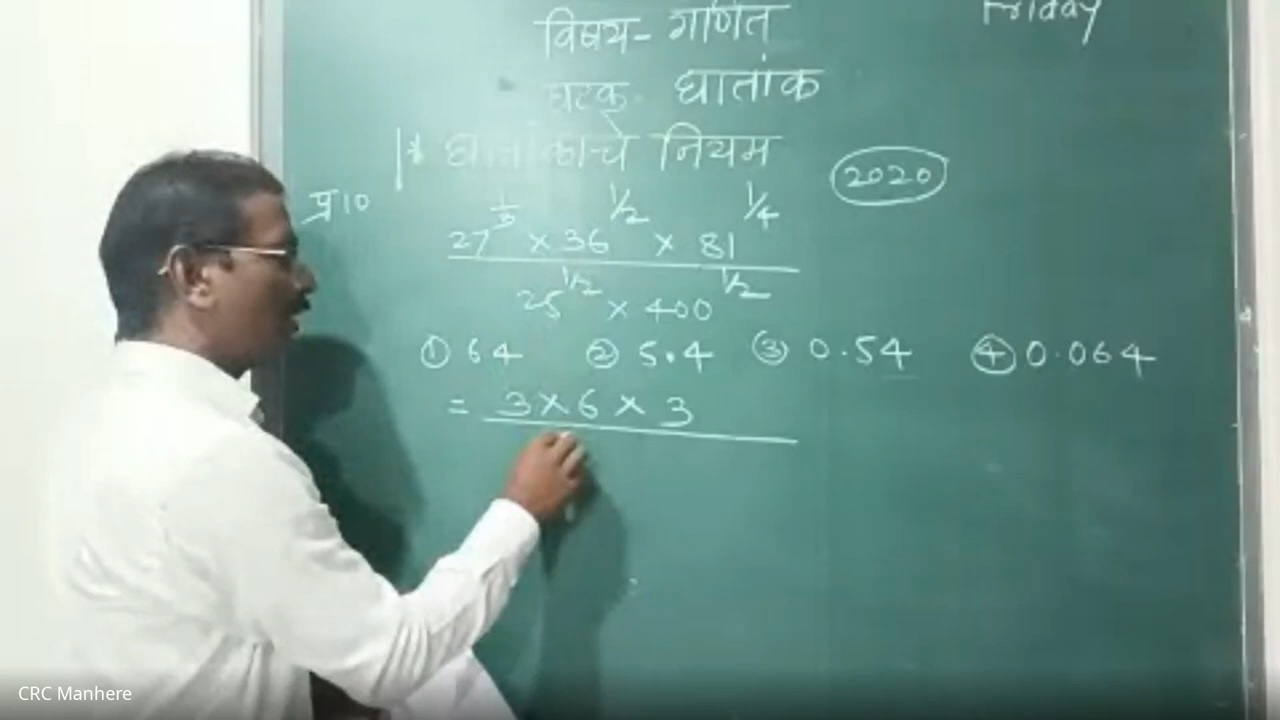 Friday
विषय- गणित
घटक- घातांक
* घातांकाचे नियम
2020
प्र10
27^1/3 × 36^1/2 × 81^1/4
25^1/2 × 400^1/2
① 64 ② 5.4 ③ 0.54 ④ 0.064
= 3×6×3
CRC Manhere